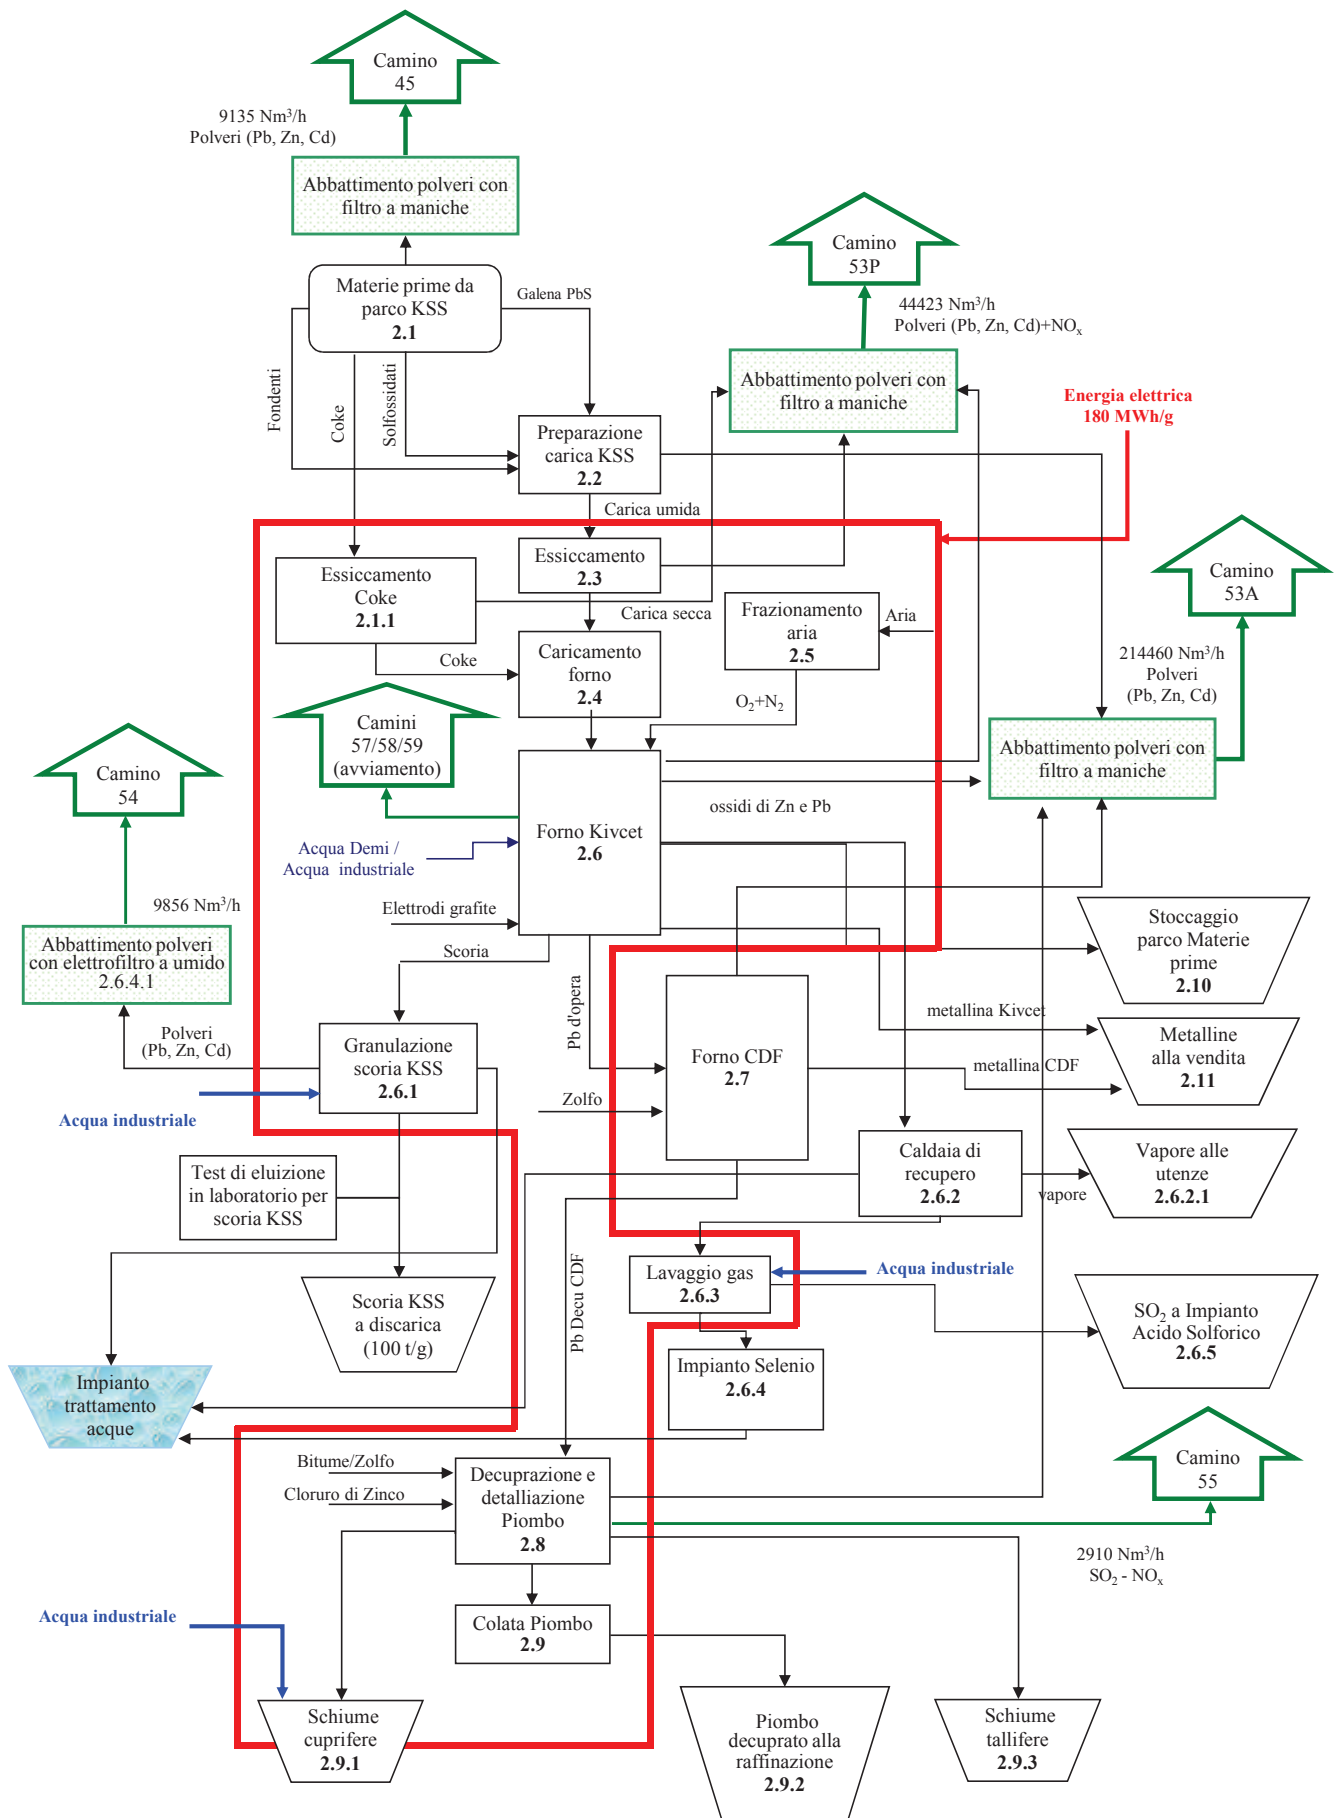 Camino
45
9135 Nm³/h
Polveri (Pb, Zn, Cd)
Abbattimento polveri con
filtro a maniche
Camino
53P
Materie prime da
parco KSS
2.1
Galena PbS
44423 Nm³/h
Polveri (Pb, Zn, Cd)+NOₓ
Fondenti
Coke
Solfossidati
Abbattimento polveri con
filtro a maniche
Energia elettrica
180 MWh/g
Preparazione
carica KSS
2.2
Carica umida
Essiccamento
2.3
Essiccamento
Coke
2.1.1
Camino
53A
Carica secca
Frazionamento
aria
2.5
Aria
Coke
Caricamento
forno
2.4
214460 Nm³/h
Polveri
(Pb, Zn, Cd)
O₂+N₂
Camini
57/58/59
(avviamento)
Camino
54
Abbattimento polveri con
filtro a maniche
ossidi di Zn e Pb
Forno Kivcet
2.6
Acqua Demi /
Acqua industriale
9856 Nm³/h
Elettrodi grafite
Stoccaggio
parco Materie
prime
2.10
Abbattimento polveri
con elettrofiltro a umido
2.6.4.1
Scoria
Pb d'opera
metallina Kivcet
Polveri
(Pb, Zn, Cd)
Granulazione
scoria KSS
2.6.1
Forno CDF
2.7
Metalline
alla vendita
2.11
metallina CDF
Zolfo
Acqua industriale
Caldaia di
recupero
2.6.2
Vapore alle
utenze
2.6.2.1
vapore
Test di eluizione
in laboratorio per
scoria KSS
Lavaggio gas
2.6.3
Acqua industriale
Pb Decu CDF
Scoria KSS
a discarica
(100 t/g)
SO₂ a Impianto
Acido Solforico
2.6.5
Impianto Selenio
2.6.4
Impianto
trattamento
acque
Bitume/Zolfo
Cloruro di Zinco
Decuprazione e
detalliazione
Piombo
2.8
Camino
55
2910 Nm³/h
SO₂ - NOₓ
Acqua industriale
Colata Piombo
2.9
Schiume
cuprifere
2.9.1
Piombo
decuprato alla
raffinazione
2.9.2
Schiume
tallifere
2.9.3